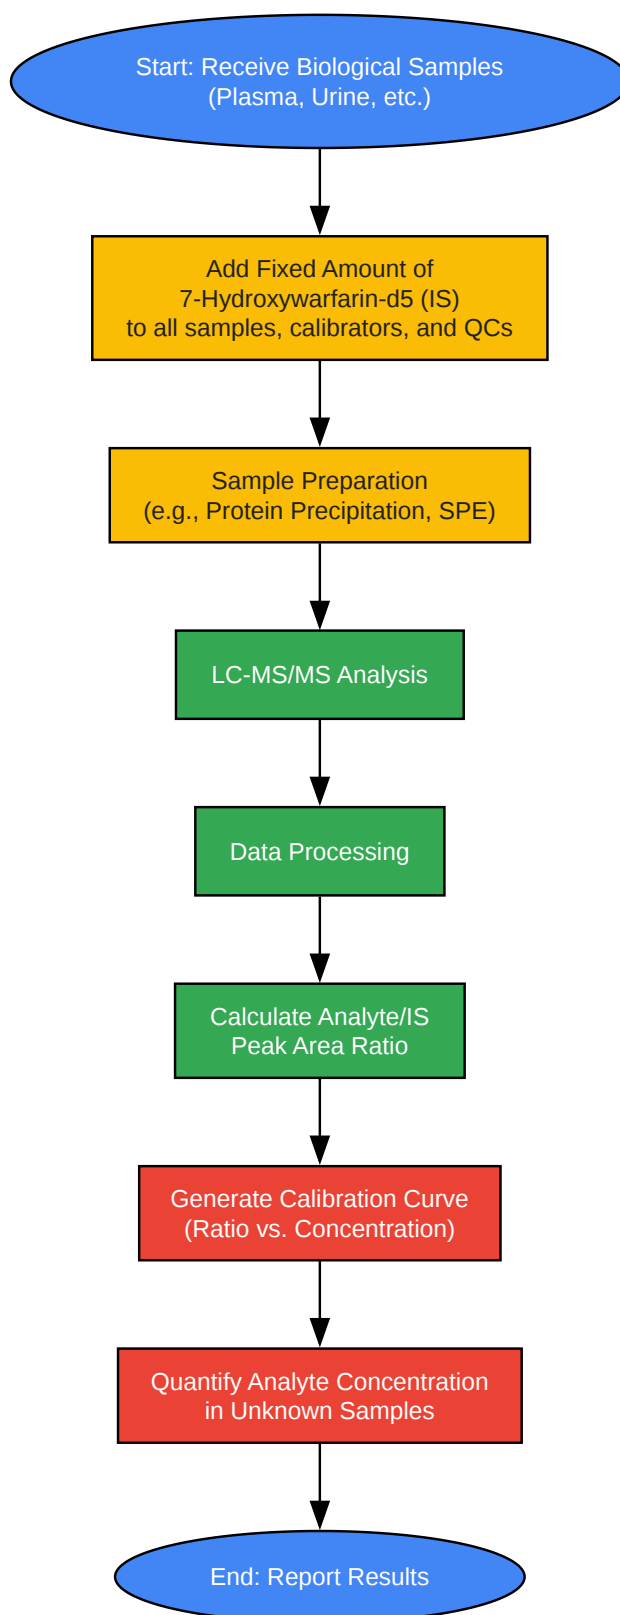 Start: Receive Biological Samples
(Plasma, Urine, etc.)
Add Fixed Amount of
7-Hydroxywarfarin-d5 (IS)
to all samples, calibrators, and QCs
Sample Preparation
(e.g., Protein Precipitation, SPE)
LC-MS/MS Analysis
Data Processing
Calculate Analyte/IS
Peak Area Ratio
Generate Calibration Curve
(Ratio vs. Concentration)
Quantify Analyte Concentration
in Unknown Samples
End: Report Results